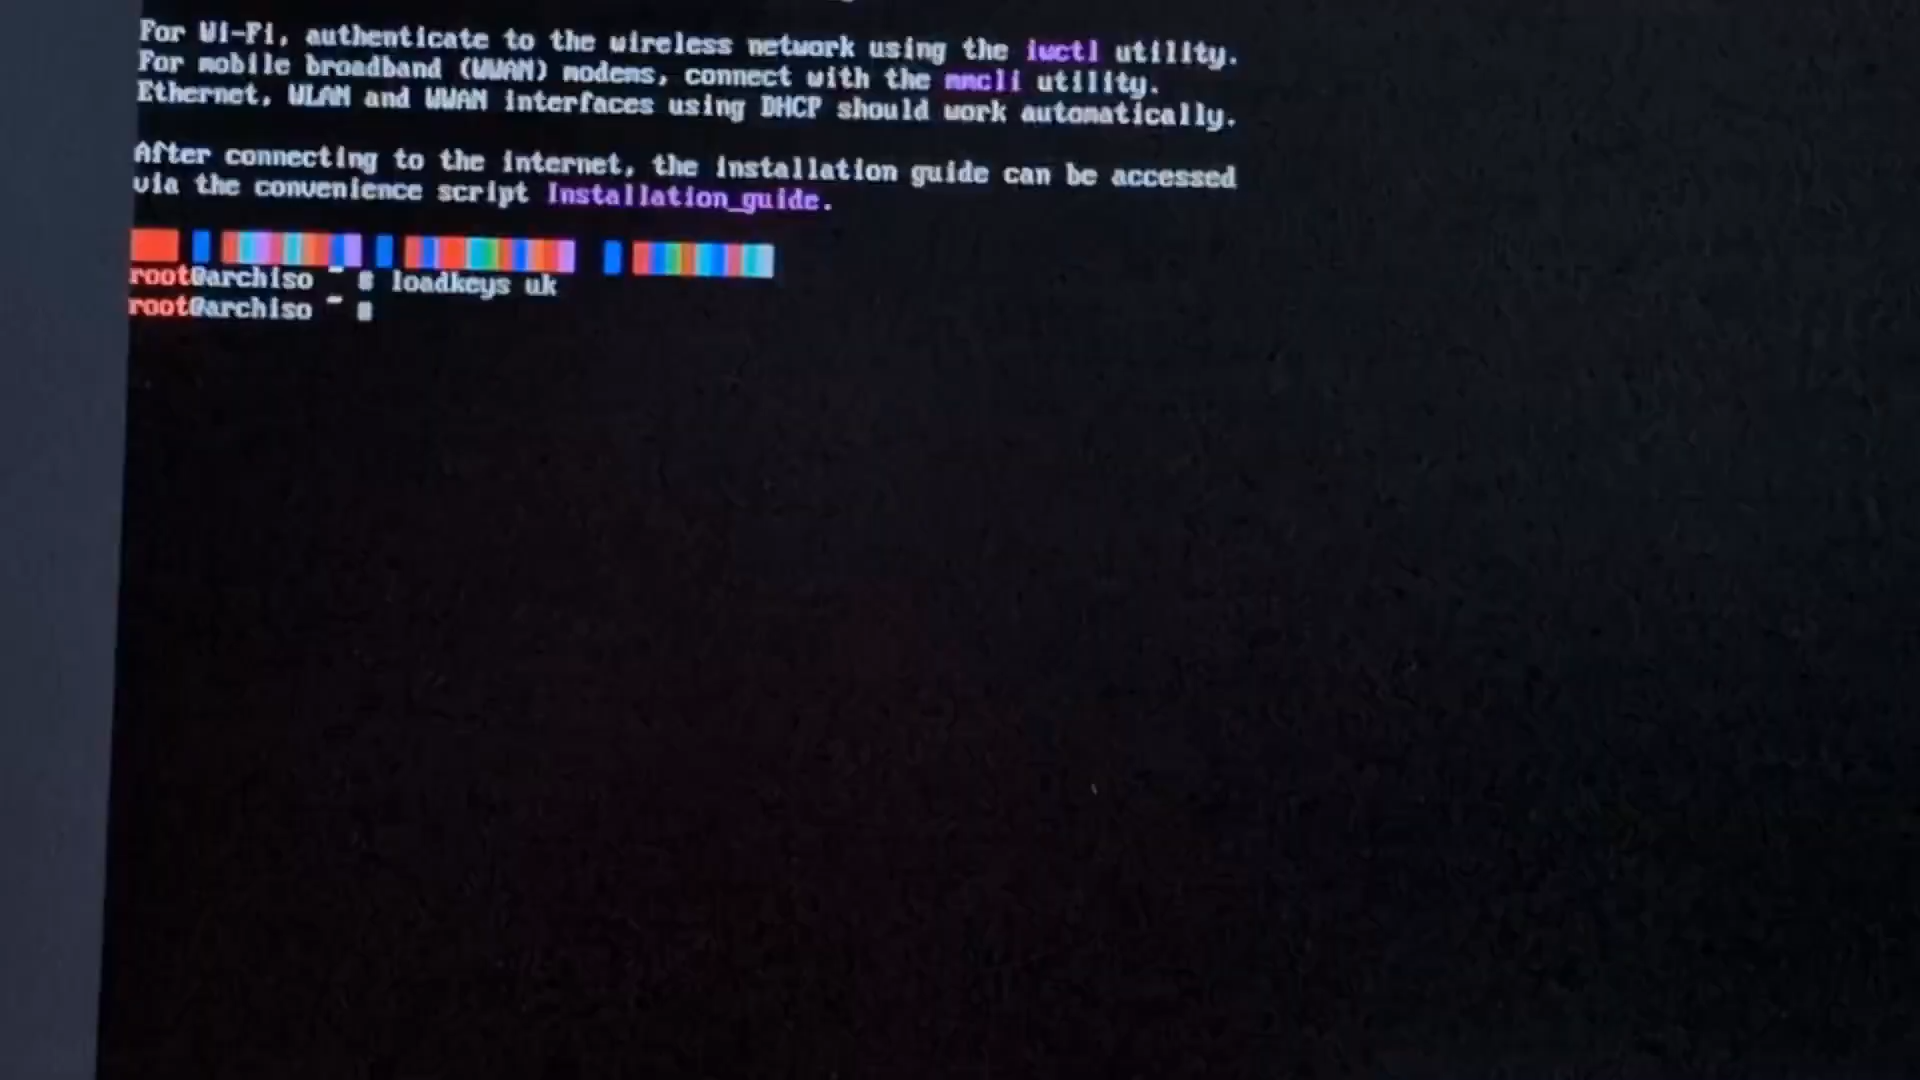 For Wi-Fi, authenticate to the wireless network using the iwctl utility.
For mobile broadband (WWAN) modems, connect with the mmcli utility.
Ethernet, WLAN and WWAN interfaces using DHCP should work automatically.
After connecting to the internet, the installation guide can be accessed
via the convenience script Installation_guide.
root@archiso ~ # loadkeys uk
root@archiso ~ #